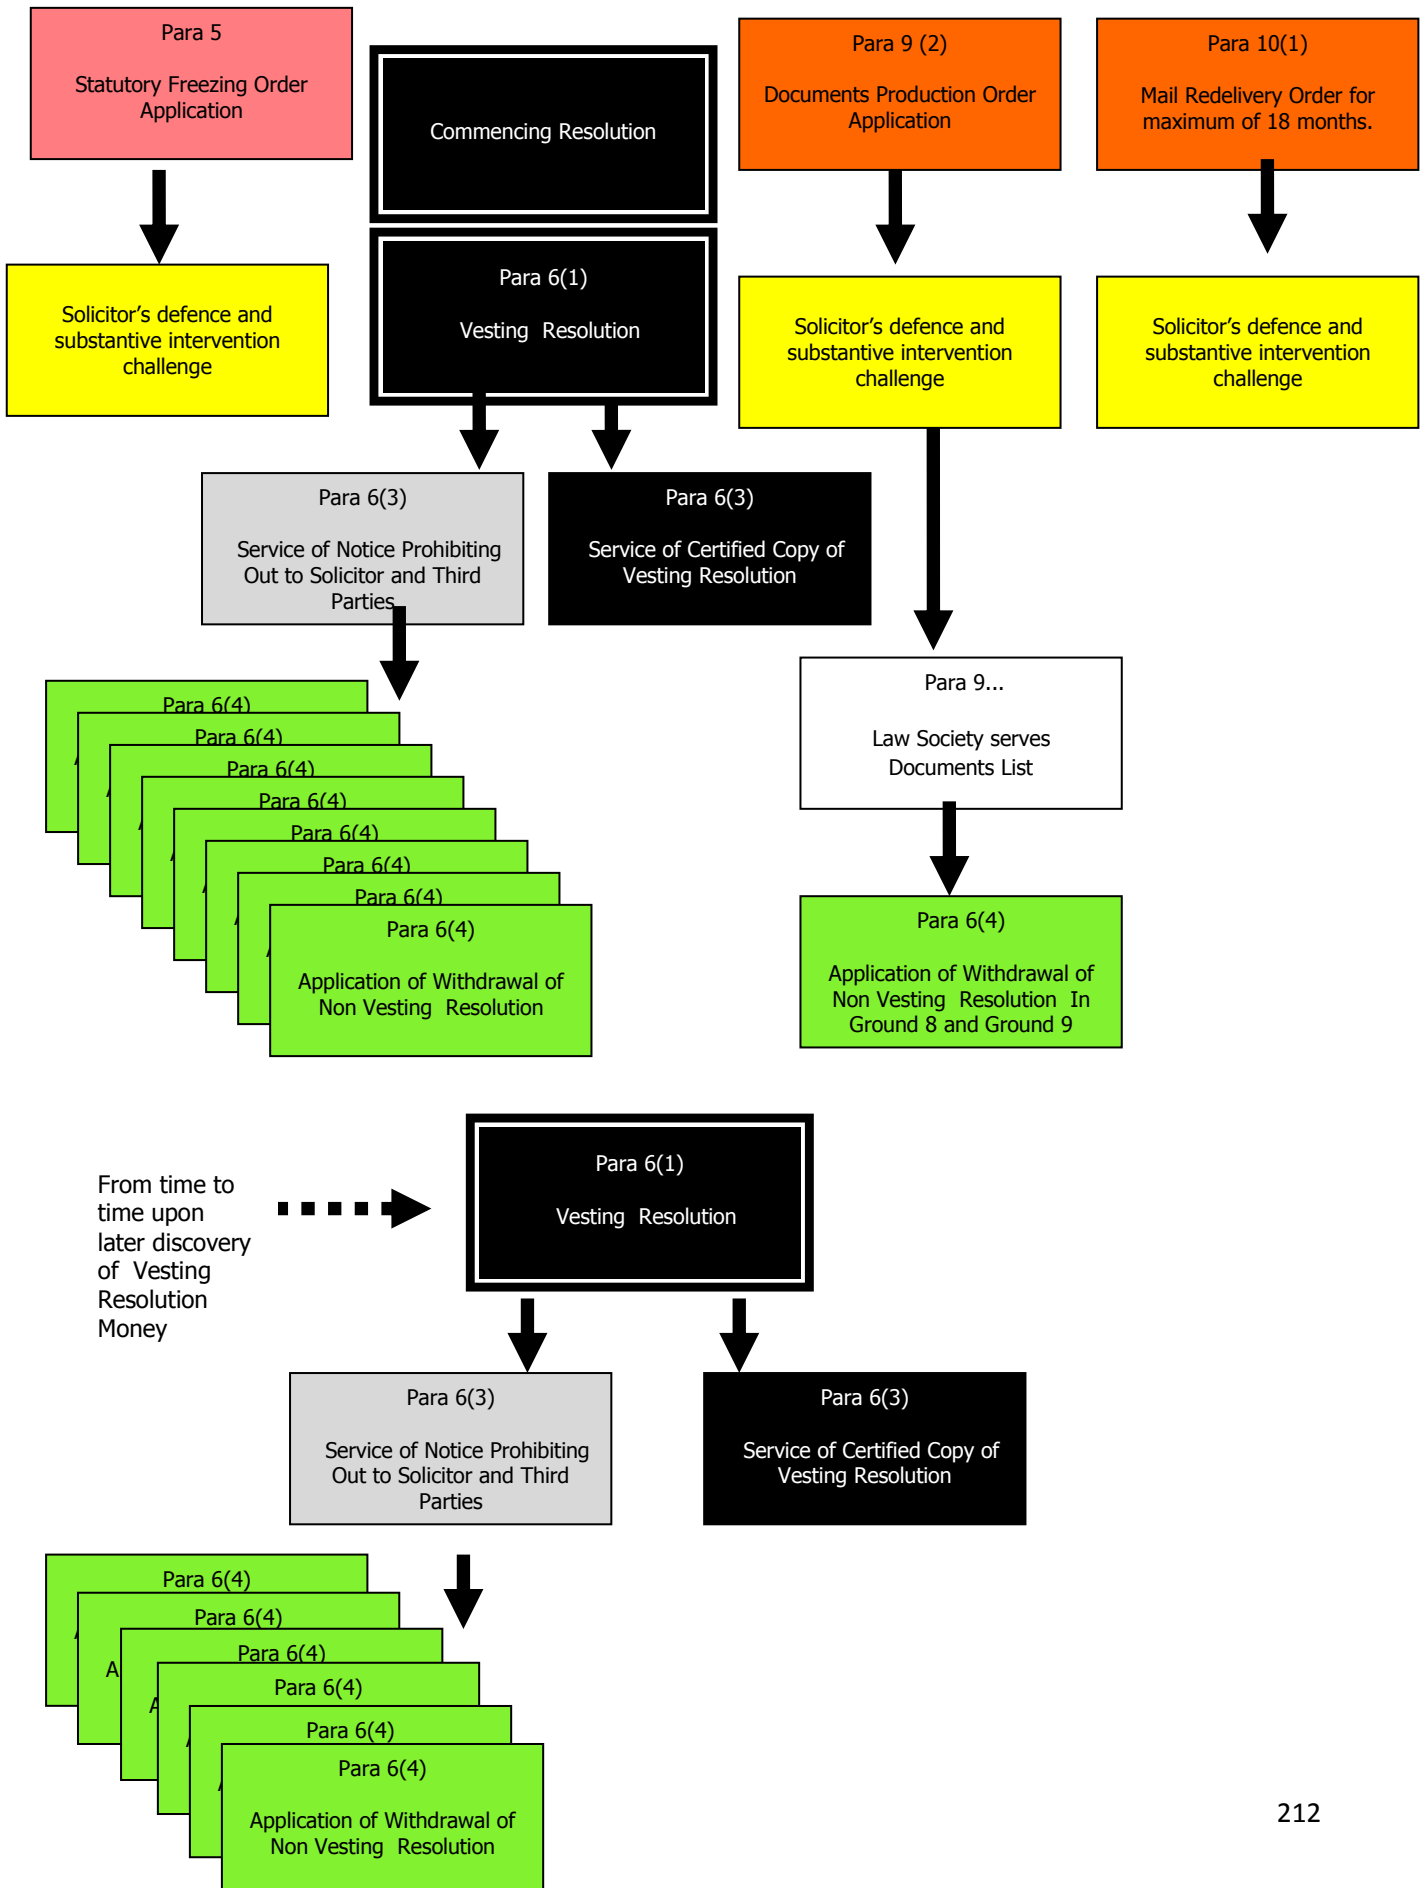 Para 5
Statutory Freezing Order
Application
Commencing Resolution
Para 9 (2)
Documents Production Order
Application
Para 10(1)
Mail Redelivery Order for
maximum of 18 months.
Solicitor’s defence and
substantive intervention
challenge
Para 6(1)
Vesting Resolution
Solicitor’s defence and
substantive intervention
challenge
Solicitor’s defence and
substantive intervention
challenge
Para 6(3)
Service of Notice Prohibiting
Out to Solicitor and Third
Parties
Para 6(3)
Service of Certified Copy of
Vesting Resolution
Para 9...
Law Society serves
Documents List
Para 6(4)
Para 6(4)
Para 6(4)
Para 6(4)
Para 6(4)
Para 6(4)
Para 6(4)
Para 6(4)
Application of Withdrawal of
Non Vesting Resolution
Para 6(4)
Application of Withdrawal of
Non Vesting Resolution In
Ground 8 and Ground 9
From time to
time upon
later discovery
of Vesting
Resolution
Money
Para 6(1)
Vesting Resolution
Para 6(3)
Service of Notice Prohibiting
Out to Solicitor and Third
Parties
Para 6(3)
Service of Certified Copy of
Vesting Resolution
Para 6(4)
Para 6(4)
A
Para 6(4)
Para 6(4)
Para 6(4)
Para 6(4)
Application of Withdrawal of
Non Vesting Resolution
212